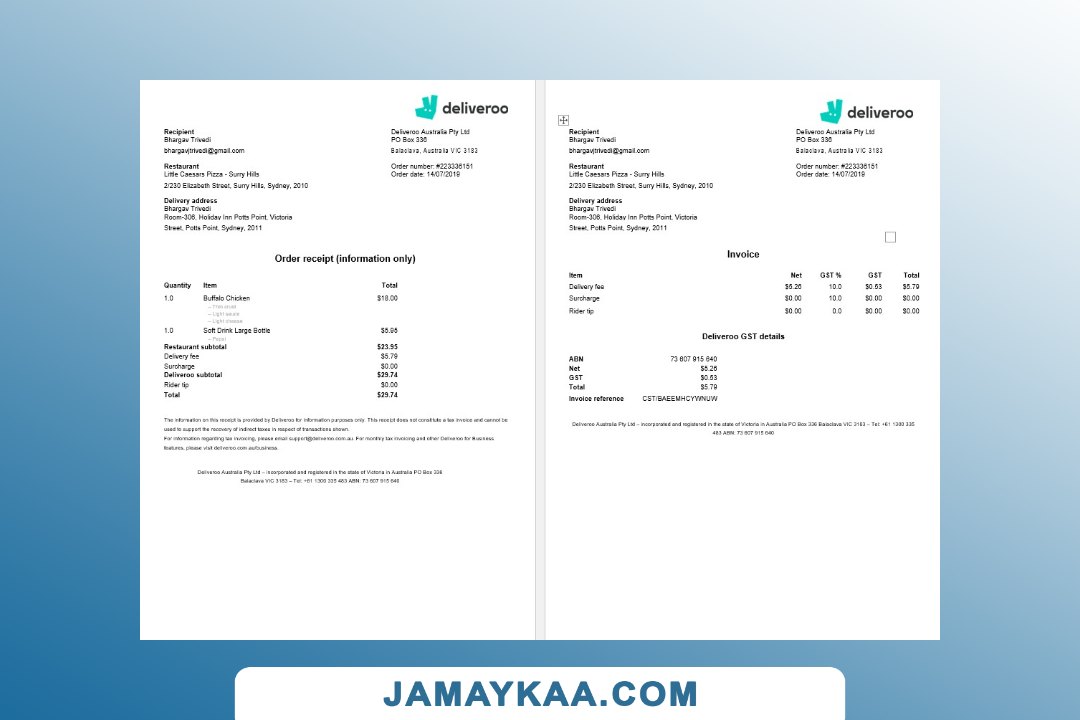 deliveroo
Recipient
Bhargav Trivedi
bhargavjtrivedi@gmail.com
Deliveroo Australia Pty Ltd
PO Box 336
Balaclava, Australia VIC 3183
Restaurant
Little Caesars Pizza - Surry Hills
2/230 Elizabeth Street, Surry Hills, Sydney, 2010
Order number: #223336151
Order date: 14/07/2019
Delivery address
Bhargav Trivedi
Room-306, Holiday Inn Potts Point, Victoria
Street, Potts Point, Sydney, 2011
Order receipt (information only)
Quantity Item Total
1.0 Buffalo Chicken $18.00
– Light sauce
– Light cheese
1.0 Soft Drink Large Bottle $5.95
– Pepsi
Restaurant subtotal $23.95
Delivery fee $5.79
Surcharge $0.00
Deliveroo subtotal $29.74
Rider tip $0.00
Total $29.74
The information on this receipt is provided by Deliveroo for information purposes only. This receipt does not constitute a tax invoice and cannot be
used to support the recovery of indirect taxes in respect of transactions shown.
For information regarding tax invoicing, please email support@deliveroo.com.au. For monthly tax invoicing and other Deliveroo for Business
features, please visit deliveroo.com.au/business.
Deliveroo Australia Pty Ltd – incorporated and registered in the state of Victoria in Australia PO Box 336
Balaclava VIC 3183 – Tel: +61 1300 335 483 ABN: 73 607 915 640
deliveroo
Recipient
Bhargav Trivedi
bhargavjtrivedi@gmail.com
Deliveroo Australia Pty Ltd
PO Box 336
Balaclava, Australia VIC 3183
Restaurant
Little Caesars Pizza - Surry Hills
2/230 Elizabeth Street, Surry Hills, Sydney, 2010
Order number: #223336151
Order date: 14/07/2019
Delivery address
Bhargav Trivedi
Room-306, Holiday Inn Potts Point, Victoria
Street, Potts Point, Sydney, 2011
Invoice
Item Net GST % GST Total
Delivery fee $5.26 10.0 $0.53 $5.79
Surcharge $0.00 10.0 $0.00 $0.00
Rider tip $0.00 0.0 $0.00 $0.00
Deliveroo GST details
ABN 73 607 915 640
Net $5.26
GST $0.53
Total $5.79
Invoice reference CST/BAEEMHCYWNUW
Deliveroo Australia Pty Ltd – incorporated and registered in the state of Victoria in Australia PO Box 336 Balaclava VIC 3183 – Tel: +61 1300 335
483 ABN: 73 607 915 640
JAMAYKAA.COM